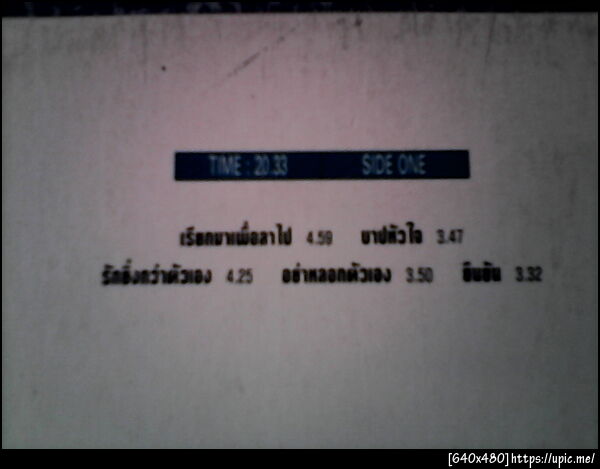 TIME : 20.33 SIDE ONE
เรียกมาเพื่อลาไป 4.59 บาปหัวใจ 3.47
รักยิ่งกว่าตัวเอง 4.25 อย่าหลอกตัวเอง 3.50 ยืนยัน 3.32
[640x480]https://upic.me/